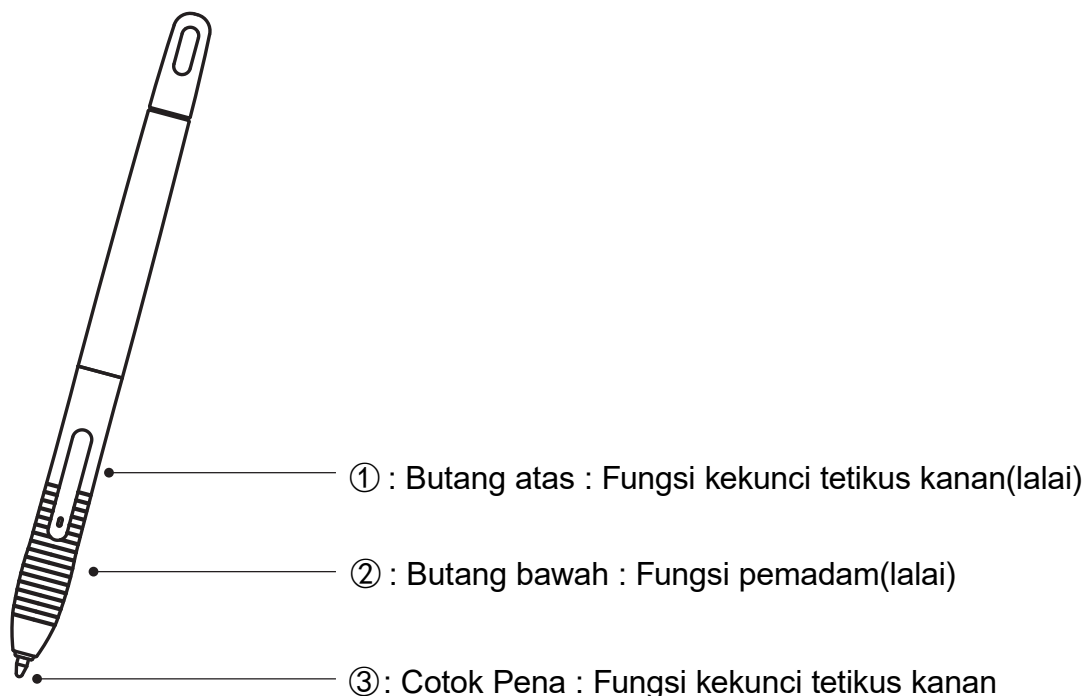 ① : Butang atas : Fungsi kekunci tetikus kanan(lalai)
② : Butang bawah : Fungsi pemadam(lalai)
③ : Cotok Pena : Fungsi kekunci tetikus kanan